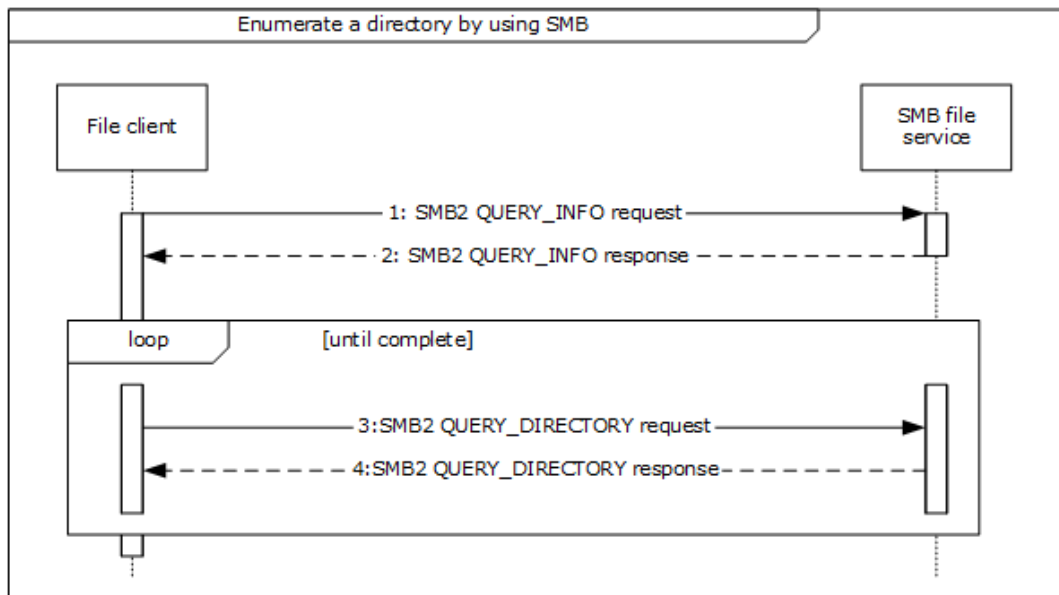 Enumerate a directory by using SMB
File client
SMB file
service
1: SMB2 QUERY_INFO request
2: SMB2 QUERY_INFO response
loop
[until complete]
3:SMB2 QUERY_DIRECTORY request
4:SMB2 QUERY_DIRECTORY response